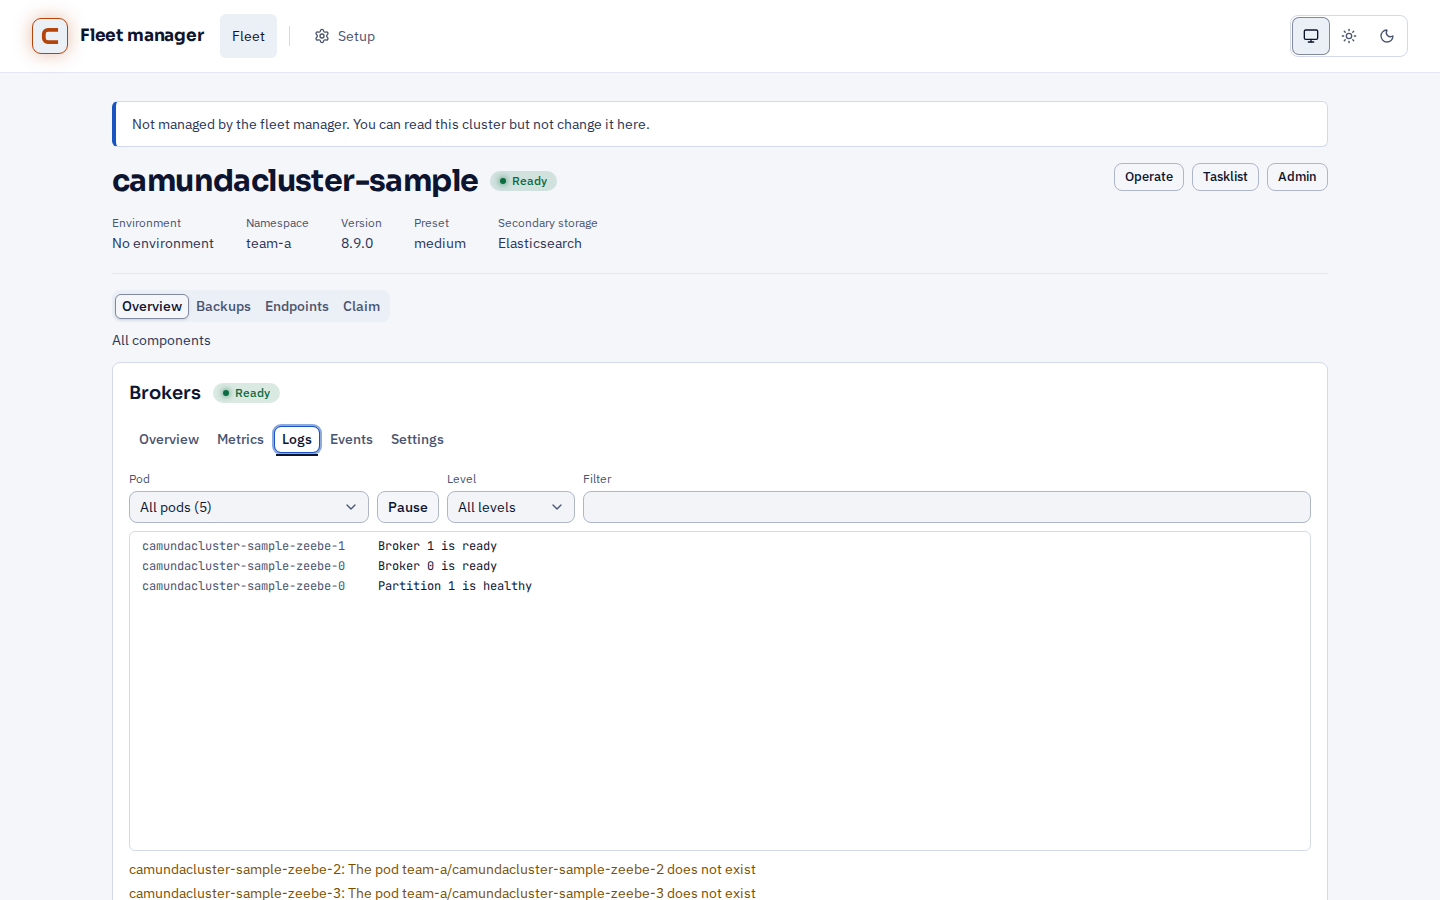 Fleet manager
Fleet
Setup
Not managed by the fleet manager. You can read this cluster but not change it here.
camundacluster-sample
Ready
Operate
Tasklist
Admin
Environment
Namespace
Version
Preset
Secondary storage
No environment
team-a
8.9.0
medium
Elasticsearch
Overview
Backups
Endpoints
Claim
All components
Brokers
Ready
Overview
Metrics
Logs
Events
Settings
Pod
Level
Filter
All pods (5)
Pause
All levels
camundacluster-sample-zeebe-1 Broker 1 is ready
camundacluster-sample-zeebe-0 Broker 0 is ready
camundacluster-sample-zeebe-0 Partition 1 is healthy
camundacluster-sample-zeebe-2: The pod team-a/camundacluster-sample-zeebe-2 does not exist
camundacluster-sample-zeebe-3: The pod team-a/camundacluster-sample-zeebe-3 does not exist